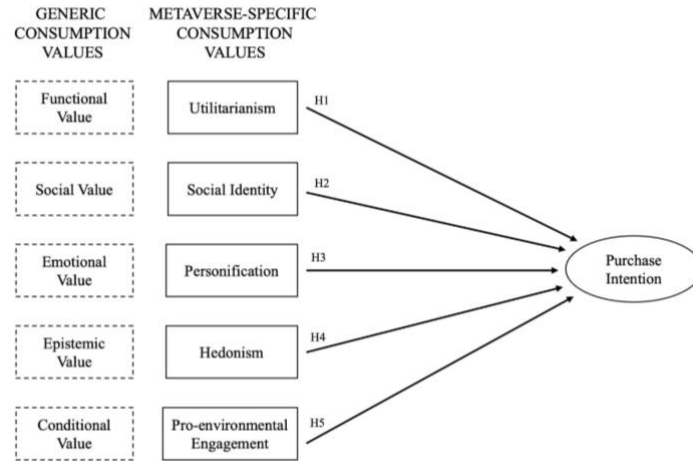 GENERIC
CONSUMPTION
VALUES
METAVERSE-SPECIFIC
CONSUMPTION
VALUES
Functional
Value
Utilitarianism
H1
Social Value
Social Identity
H2
Emotional
Value
Personification
H3
Purchase
Intention
Epistemic
Value
Hedonism
H4
Conditional
Value
Pro-environmental
Engagement
H5